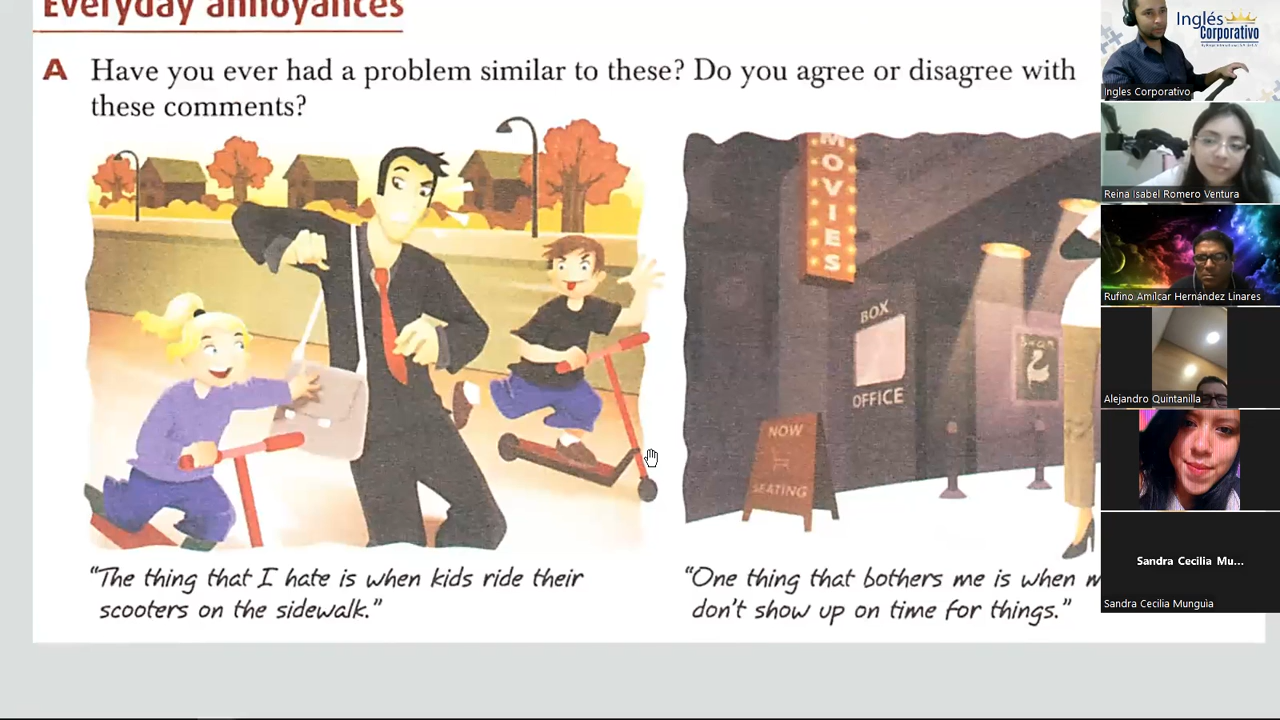 Everyday annoyances
A Have you ever had a problem similar to these? Do you agree or disagree with
these comments?
MOVIES
BOX
OFFICE
NOW
SEATING
"The thing that I hate is when kids ride their
scooters on the sidewalk."
"One thing that bothers me is when m
don't show up on time for things."
Inglés
Corporativo
Ingles Corporativo
Reina Isabel Romero Ventura
Rufino Amílcar Hernández Linares
Alejandro Quintanilla
Sandra Cecilia Mu...
Sandra Cecilia Munguìa